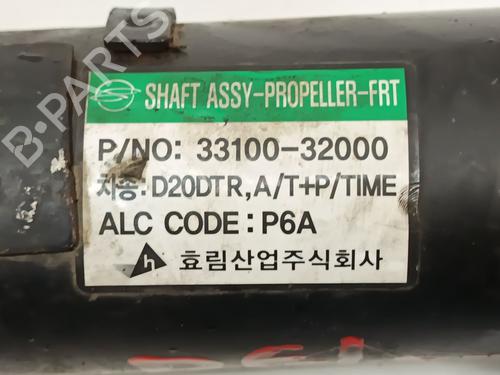 SHAFT ASSY-PROPELLER-FRT
P/NO: 33100-32000
차종: D20DTR, A/T+P/TIME
ALC CODE: P6A
효림산업주식회사
B-PARTS